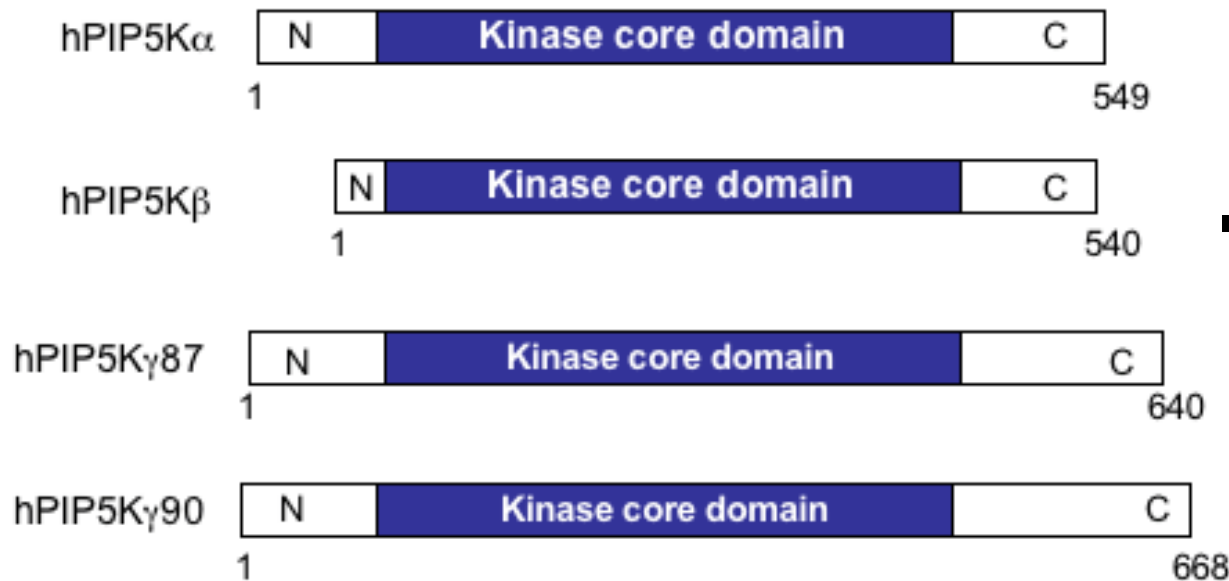 hPIP5Kα N Kinase core domain C
1 549
hPIP5Kβ N Kinase core domain C
1 540
hPIP5Kγ87 N Kinase core domain C
1 640
hPIP5Kγ90 N Kinase core domain C
1 668